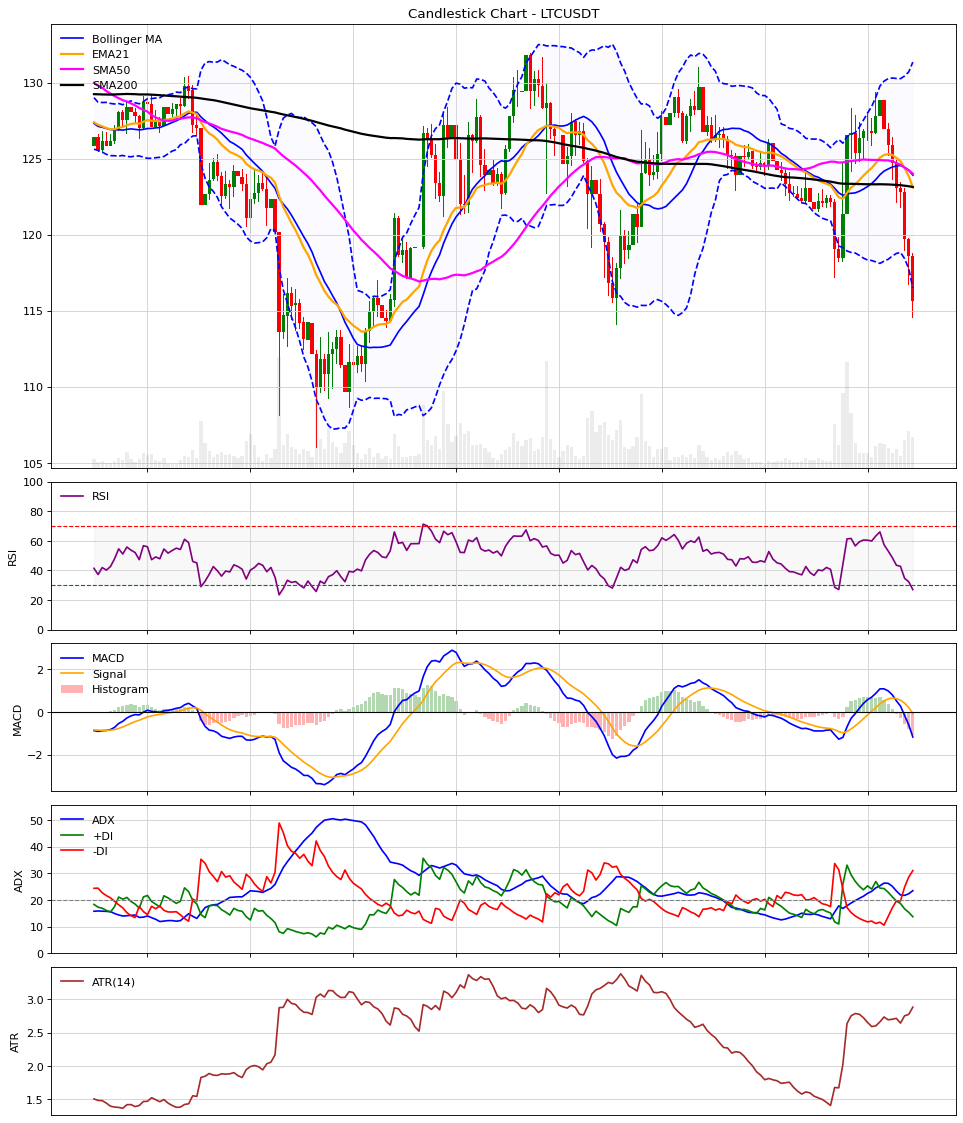 Candlestick Chart - LTCUSDT
Bollinger MA
EMA21
SMA50
SMA200
130
125
120
115
110
105
RSI
100
80
60
40
20
0
RSI
MACD
Signal
Histogram
2
0
−2
MACD
ADX
+DI
-DI
50
40
30
20
10
0
ADX
ATR(14)
3.0
2.5
2.0
1.5
ATR